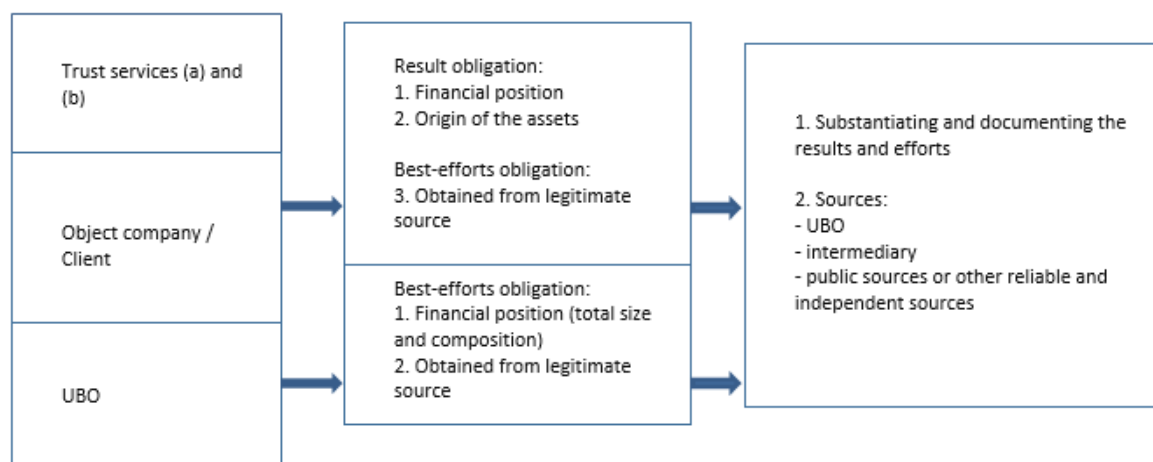 Trust services (a) and
(b)
Object company /
Client
UBO
Result obligation:
1. Financial position
2. Origin of the assets
Best-efforts obligation:
3. Obtained from legitimate
source
Best-efforts obligation:
1. Financial position (total size
and composition)
2. Obtained from legitimate
source
1. Substantiating and documenting the
results and efforts
2. Sources:
- UBO
- intermediary
- public sources or other reliable and
independent sources